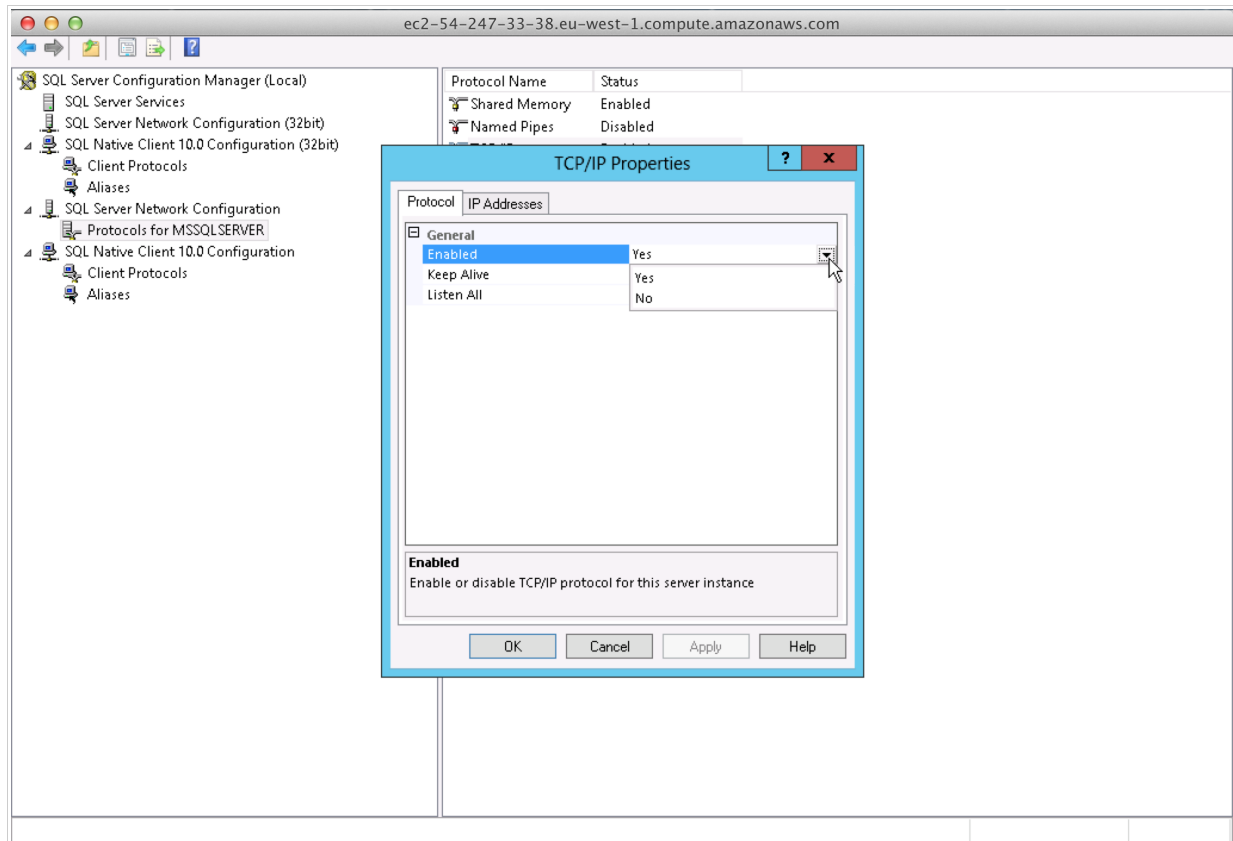 ec2-54-247-33-38.eu-west-1.compute.amazonaws.com
SQL Server Configuration Manager (Local)
SQL Server Services
SQL Server Network Configuration (32bit)
SQL Native Client 10.0 Configuration (32bit)
Client Protocols
Aliases
SQL Server Network Configuration
Protocols for MSSQLSERVER
SQL Native Client 10.0 Configuration
Client Protocols
Aliases
Protocol Name Status
Shared Memory Enabled
Named Pipes Disabled
TCP/IP Properties
? x
Protocol IP Addresses
General
Enabled Yes
Keep Alive Yes
Listen All No
Enabled
Enable or disable TCP/IP protocol for this server instance
OK Cancel Apply Help